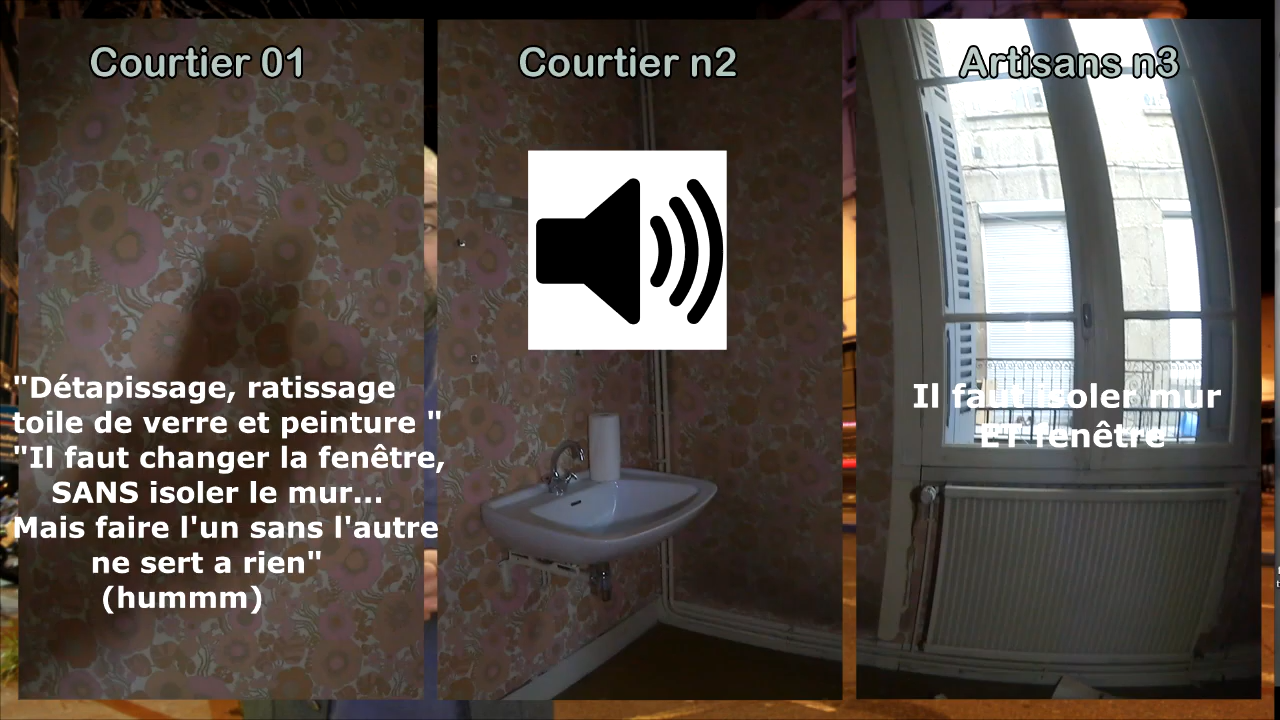 Courtier 01
"Détapissage, ratissage
toile de verre et peinture "
"Il faut changer la fenêtre,
SANS isoler le mur...
Mais faire l'un sans l'autre
ne sert a rien"
(hummm)
Courtier n2
Artisans n3
Il faut isoler mur
ET fenêtre